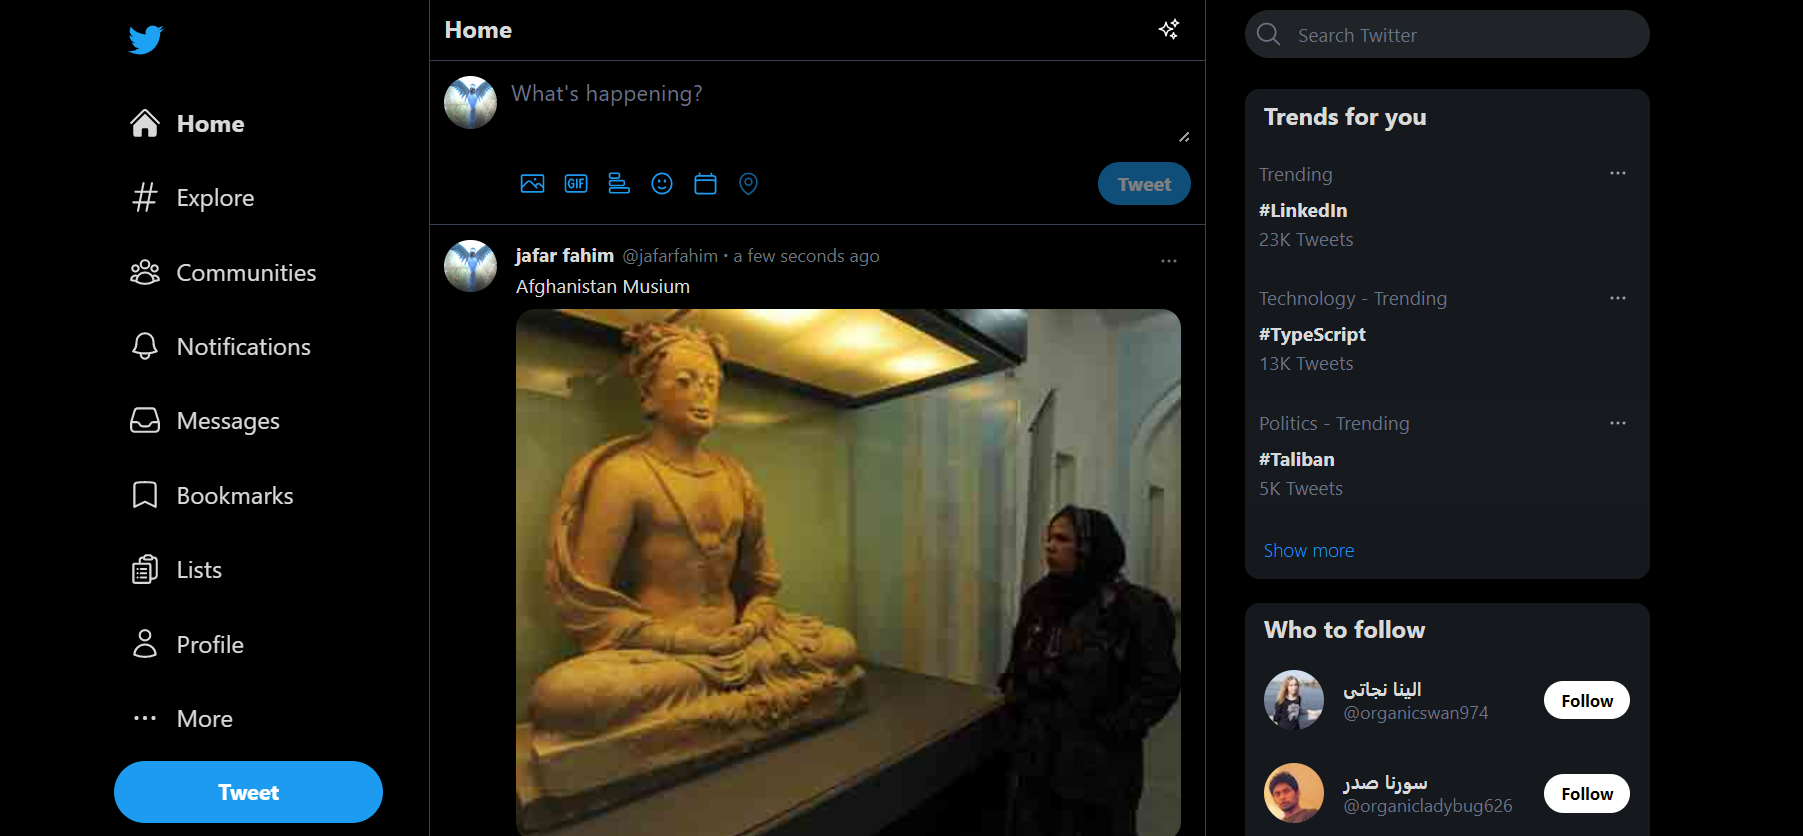 Home
Explore
Communities
Notifications
Messages
Bookmarks
Lists
Profile
More
Tweet
Home
What's happening?
GIF
Tweet
jafar fahim @jafarfahim · a few seconds ago
Afghanistan Musium
Search Twitter
Trends for you
Trending
#LinkedIn
23K Tweets
Technology - Trending
#TypeScript
13K Tweets
Politics - Trending
#Taliban
5K Tweets
Show more
Who to follow
الینا نجاتی
@organicswan974
Follow
سورنا صدر
@organicladybug626
Follow